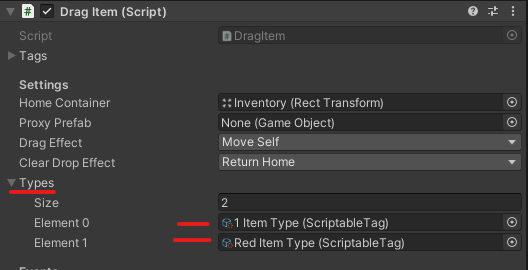 Drag Item (Script)
Script DragItem
Tags
Settings
Home Container Inventory (Rect Transform)
Proxy Prefab None (Game Object)
Drag Effect Move Self
Clear Drop Effect Return Home
Types
Size 2
Element 0 1 Item Type (ScriptableTag)
Element 1 Red Item Type (ScriptableTag)
Events